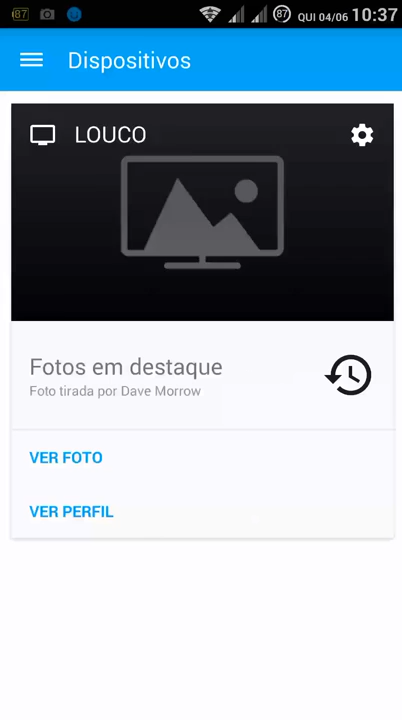 87 87 QUI 04/06 10:37
Dispositivos
LOUCO
Fotos em destaque
Foto tirada por Dave Morrow
VER FOTO
VER PERFIL